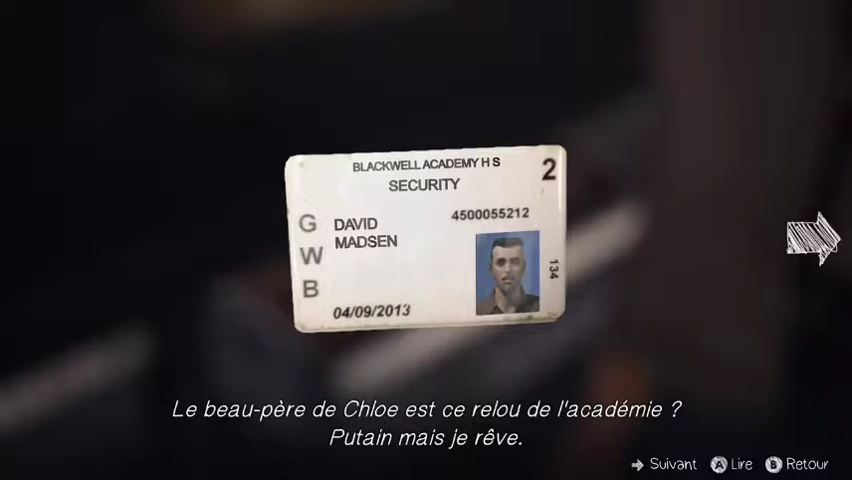 BLACKWELL ACADEMY H S
2
SECURITY
G
W
B
DAVID
MADSEN
4500055212
134
04/09/2013
Le beau-père de Chloe est ce relou de l'académie ?
Putain mais je rêve.
Suivant A Lire B Retour